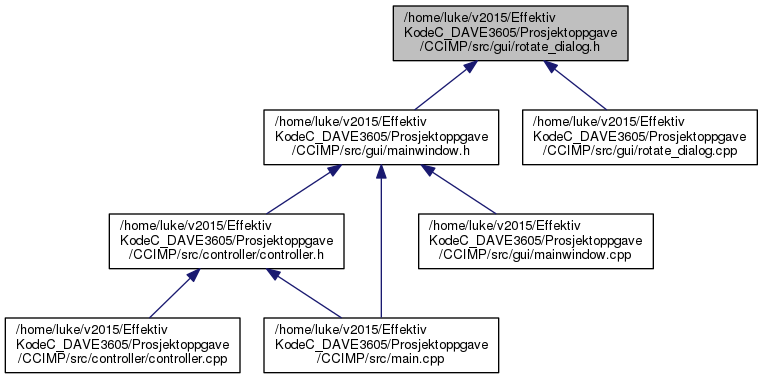 /home/luke/v2015/Effektiv
KodeC_DAVE3605/Prosjektoppgave
/CCIMP/src/gui/rotate_dialog.h
/home/luke/v2015/Effektiv
KodeC_DAVE3605/Prosjektoppgave
/CCIMP/src/gui/mainwindow.h
/home/luke/v2015/Effektiv
KodeC_DAVE3605/Prosjektoppgave
/CCIMP/src/gui/rotate_dialog.cpp
/home/luke/v2015/Effektiv
KodeC_DAVE3605/Prosjektoppgave
/CCIMP/src/controller/controller.h
/home/luke/v2015/Effektiv
KodeC_DAVE3605/Prosjektoppgave
/CCIMP/src/gui/mainwindow.cpp
/home/luke/v2015/Effektiv
KodeC_DAVE3605/Prosjektoppgave
/CCIMP/src/controller/controller.cpp
/home/luke/v2015/Effektiv
KodeC_DAVE3605/Prosjektoppgave
/CCIMP/src/main.cpp